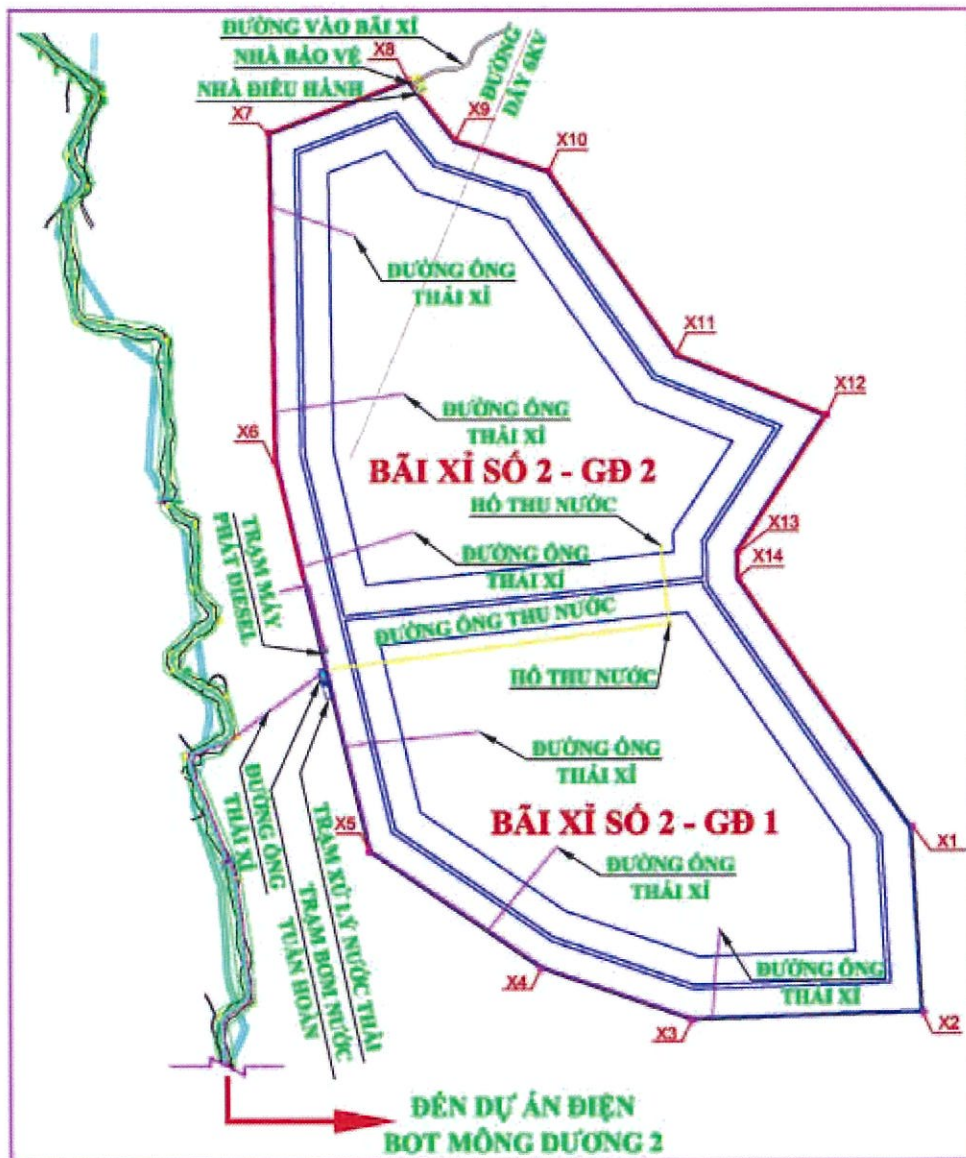 ĐƯỜNG VÀO BÃI XỈ
X8
NHÀ BẢO VỆ
NHÀ ĐIỀU HÀNH
ĐƯỜNG
DÂY 6KV
X7
X9
X10
ĐƯỜNG ỐNG
THẢI XỈ
X11
X12
ĐƯỜNG ỐNG
THẢI XỈ
X6
BÃI XỈ SỐ 2 - GĐ 2
HỐ THU NƯỚC
X13
X14
TRẠM MÁY
PHÁT DIESEL
ĐƯỜNG ỐNG
THẢI XỈ
ĐƯỜNG ỐNG THU NƯỚC
HỐ THU NƯỚC
ĐƯỜNG ỐNG
THẢI XỈ
X5
BÃI XỈ SỐ 2 - GĐ 1
X1
ĐƯỜNG ỐNG
THẢI XỈ
ĐƯỜNG ỐNG
THẢI XỈ
TRẠM XỬ LÝ NƯỚC THẢI
TRẠM BƠM NƯỚC
TUẦN HOÀN
X4
ĐƯỜNG ỐNG
THẢI XỈ
X3
X2
ĐẾN DỰ ÁN ĐIỆN
BOT MÔNG DƯƠNG 2